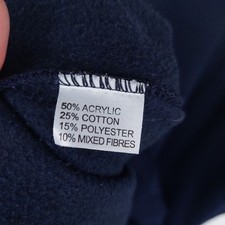 50% ACRYLIC
25% COTTON
15% POLYESTER
10% MIXED FIBRES